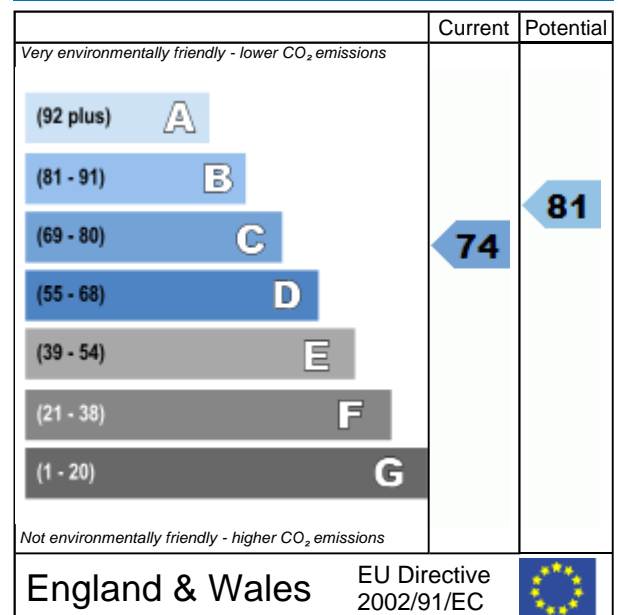 Current Potential
Very environmentally friendly - lower CO₂ emissions
(92 plus) A
(81 - 91) B
81
(69 - 80) C
74
(55 - 68) D
(39 - 54) E
(21 - 38) F
(1 - 20) G
Not environmentally friendly - higher CO₂ emissions
England & Wales
EU Directive
2002/91/EC